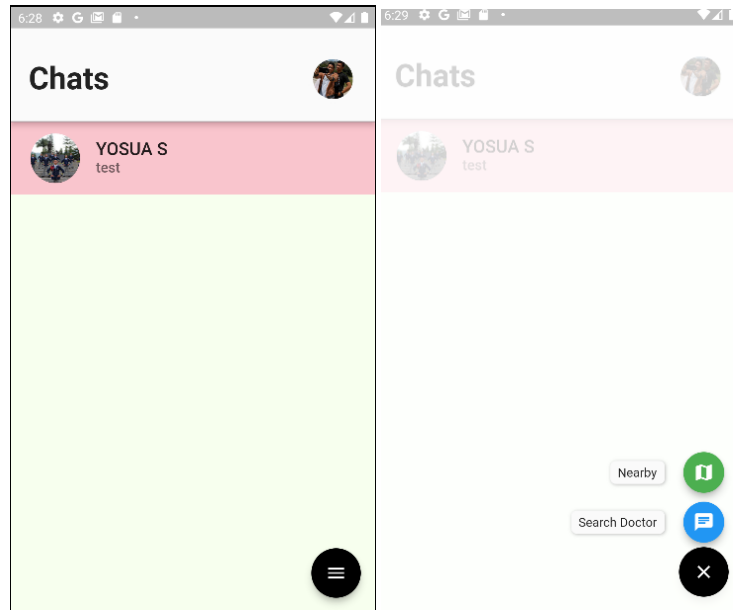 6:28
Chats
YOSUA S
test
6:29
Chats
YOSUA S
test
Nearby
Search Doctor